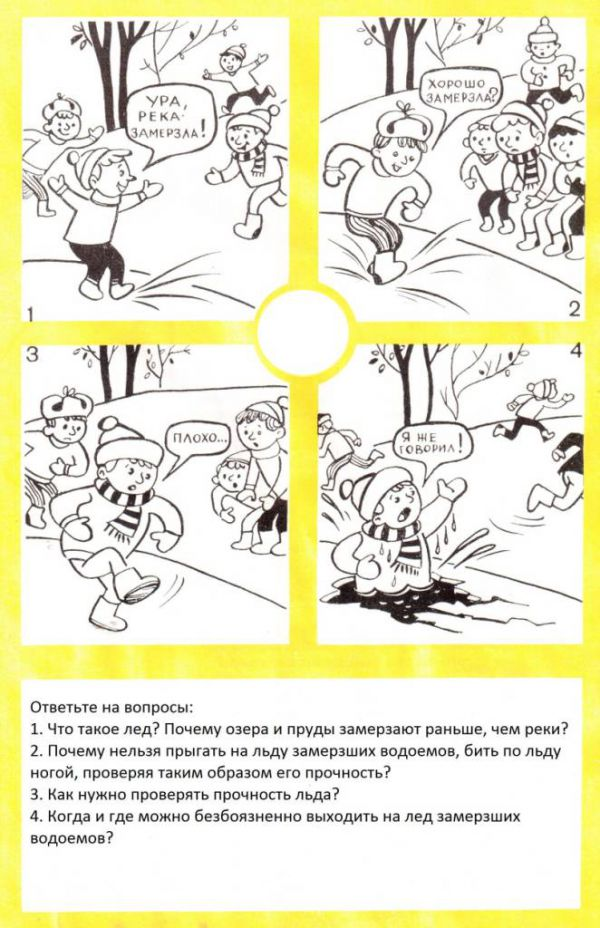 УРА,
РЕКА
ЗАМЕРЗЛА!
1
ХОРОШО
ЗАМЕРЗЛА?
2
3
ПЛОХО...
4
Я ЖЕ
ГОВОРИЛ!
Ответьте на вопросы:
1. Что такое лед? Почему озера и пруды замерзают раньше, чем реки?
2. Почему нельзя прыгать на льду замерзших водоемов, бить по льду
ногой, проверяя таким образом его прочность?
3. Как нужно проверять прочность льда?
4. Когда и где можно безбоязненно выходить на лед замерзших
водоемов?